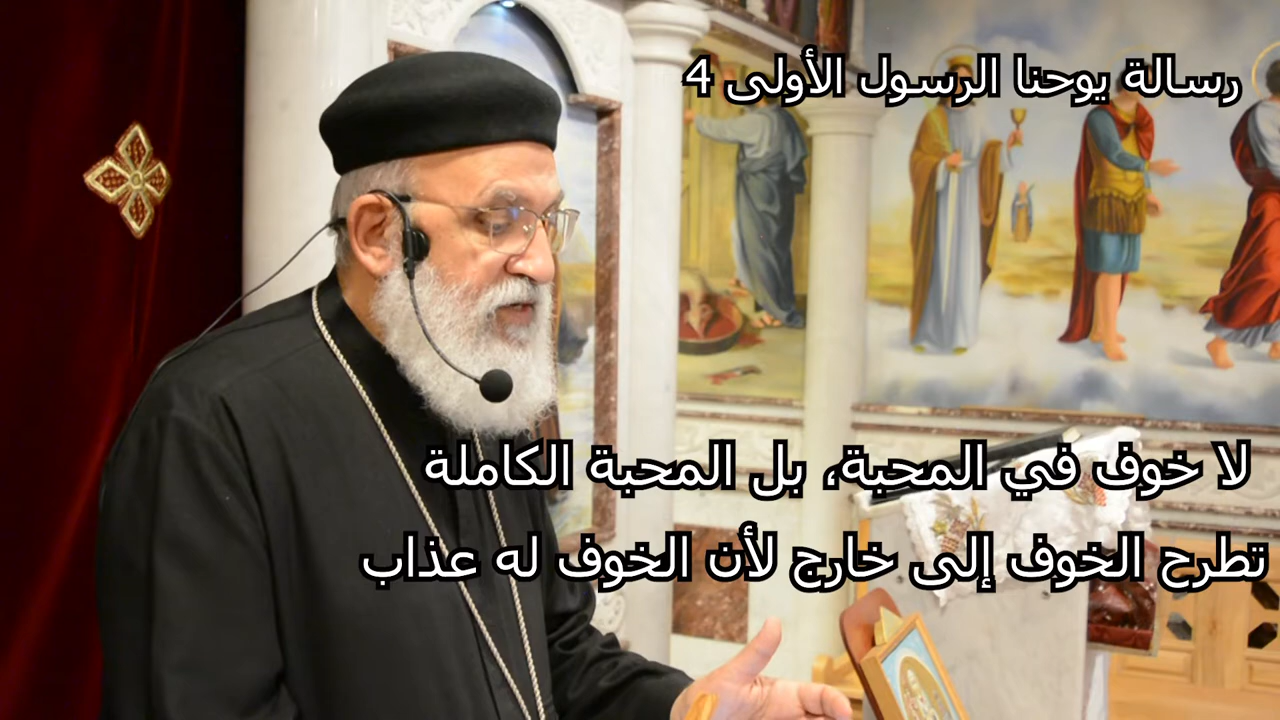 رسالة يوحنا الرسول الأولى 4
لا خوف في المحبة، بل المحبة الكاملة
تطرح الخوف إلى خارج لأن الخوف له عذاب